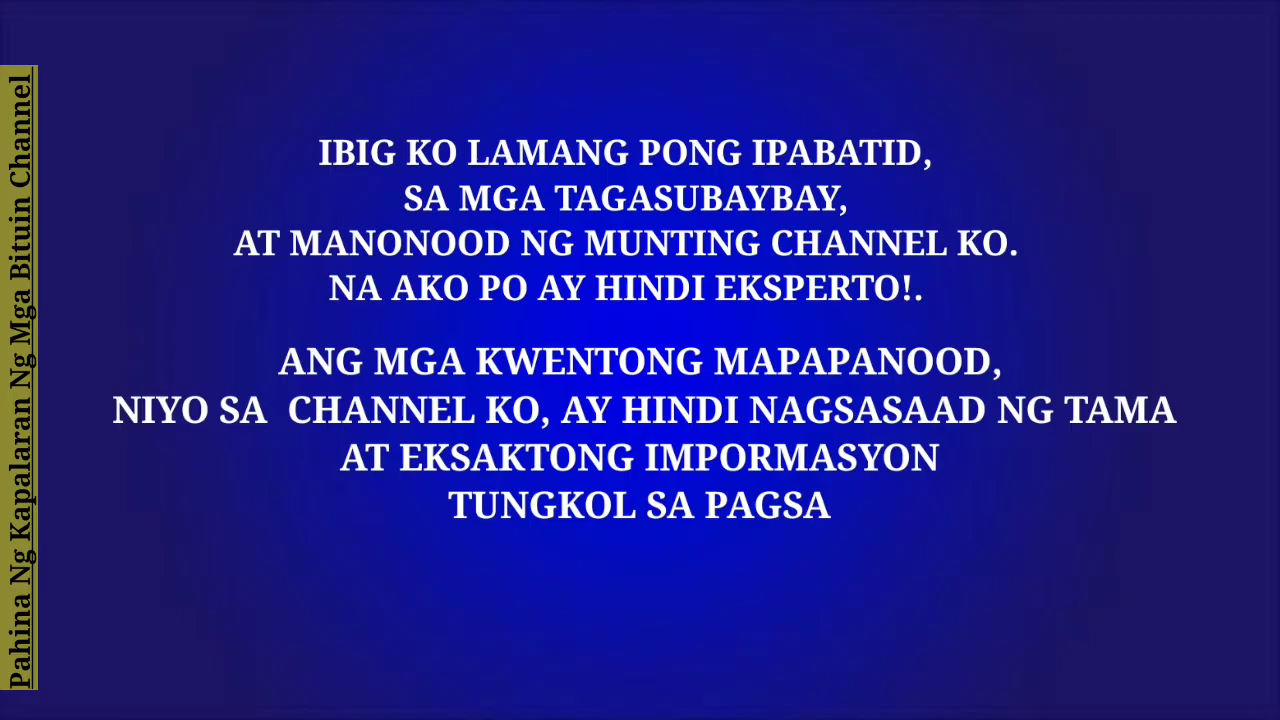 IBIG KO LAMANG PONG IPABATID,
SA MGA TAGASUBAYBAY,
AT MANONOOD NG MUNTING CHANNEL KO.
NA AKO PO AY HINDI EKSPERTO!.
ANG MGA KWENTONG MAPAPANOOD,
NIYO SA  CHANNEL KO, AY HINDI NAGSASAAD NG TAMA
AT EKSAKTONG IMPORMASYON
TUNGKOL SA PAGSA
Pahina Ng Kapalaran Ng Mga Bituin Channel